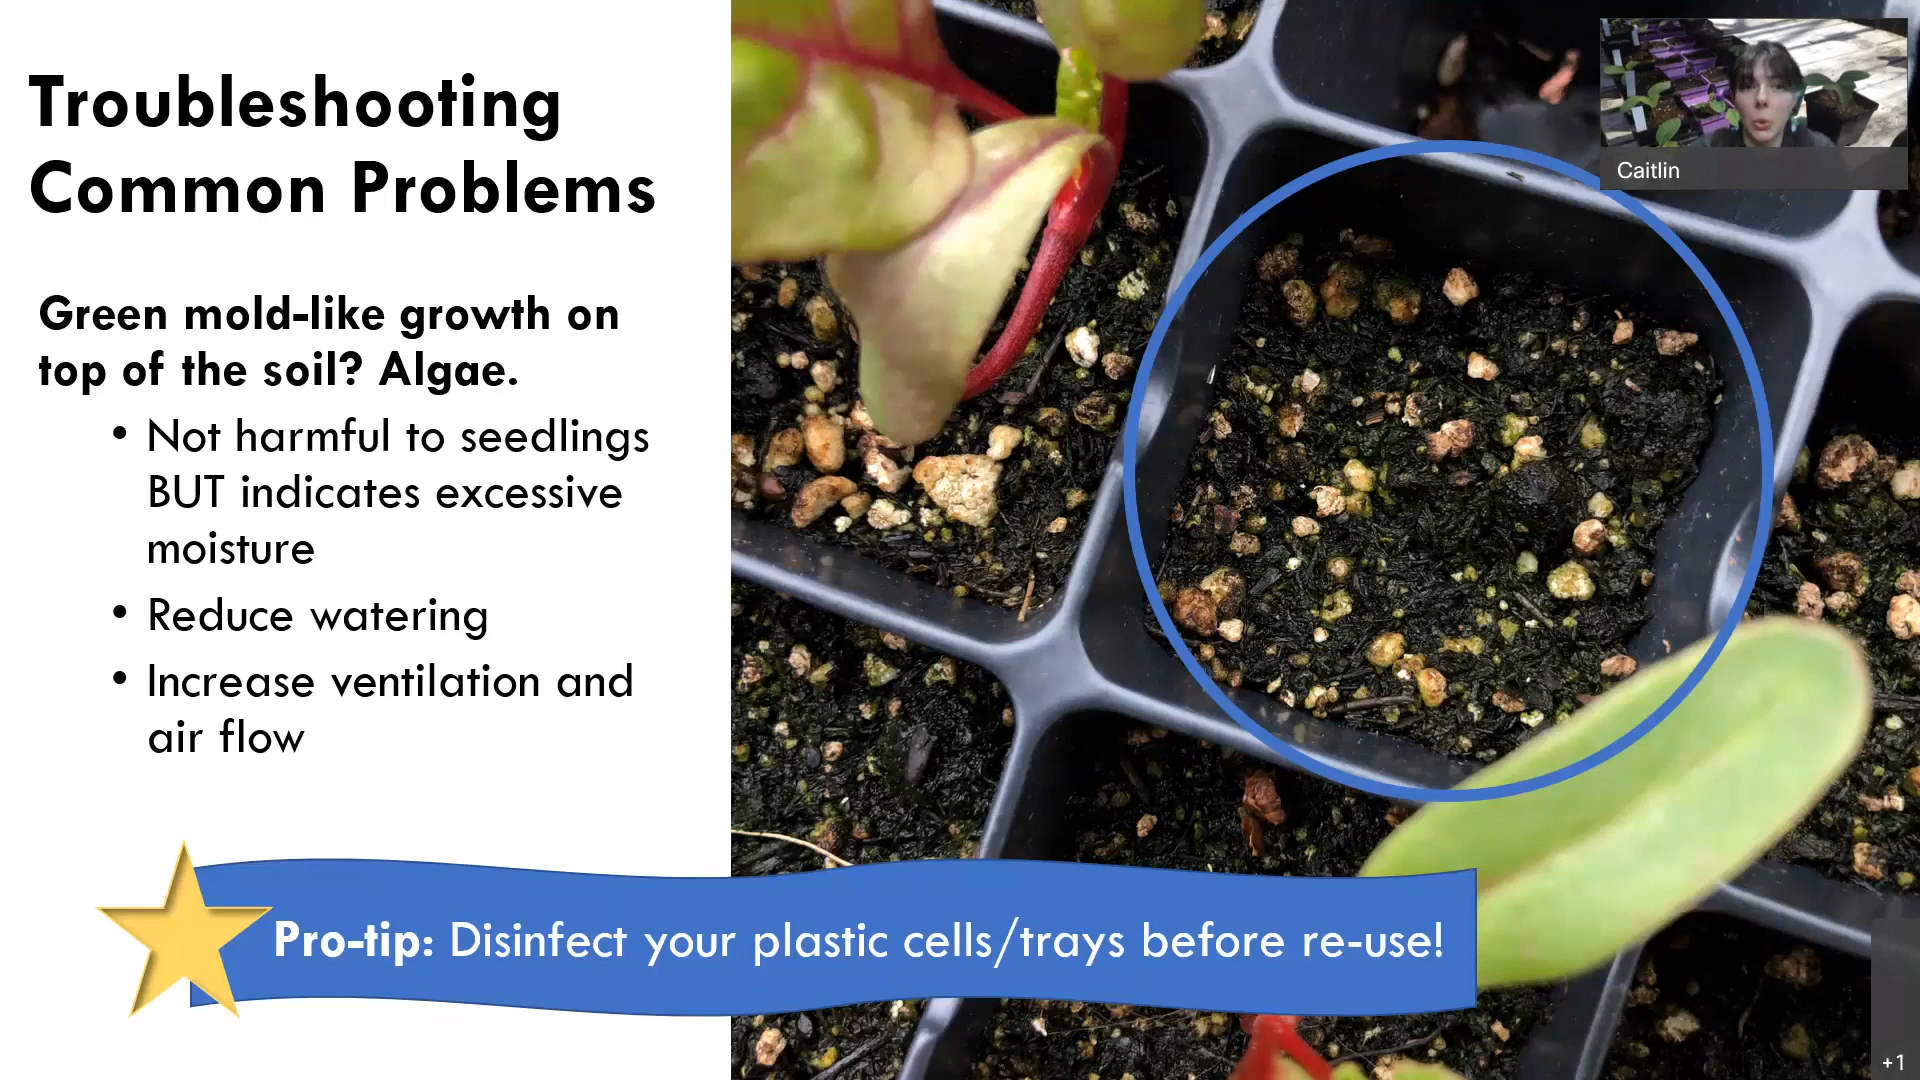 Troubleshooting
Common Problems
Green mold-like growth on
top of the soil? Algae.
• Not harmful to seedlings
BUT indicates excessive
moisture
• Reduce watering
• Increase ventilation and
air flow
Pro-tip: Disinfect your plastic cells/trays before re-use!
Caitlin
+1